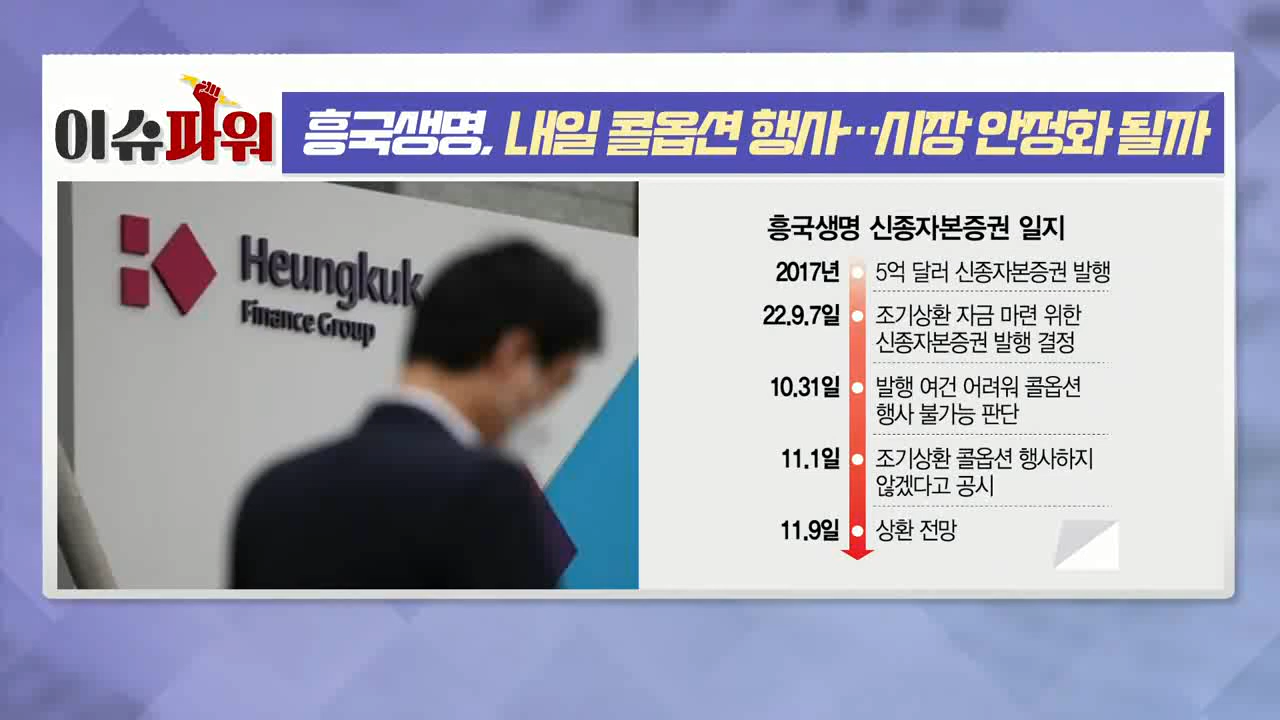 이슈파워
흥국생명, 내일 콜옵션 행사…시장 안정화 될까
Heungkuk
Finance Group
흥국생명 신종자본증권 일지
2017년 5억 달러 신종자본증권 발행
22.9.7일 조기상환 자금 마련 위한
신종자본증권 발행 결정
10.31일 발행 여건 어려워 콜옵션
행사 불가능 판단
11.1일 조기상환 콜옵션 행사하지
않겠다고 공시
11.9일 상환 전망